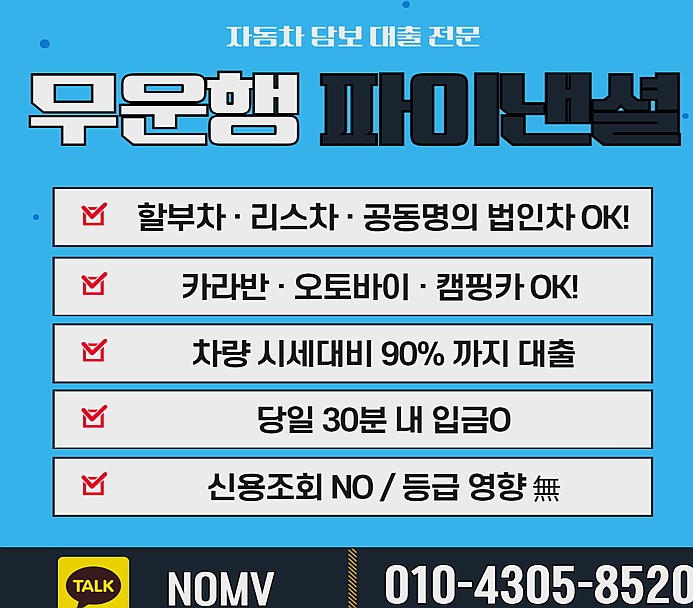 자동차 담보 대출 전문
무운행 파이낸셜
할부차 · 리스차 · 공동명의 법인차 OK!
카라반 · 오토바이 · 캠핑카 OK!
차량 시세대비 90% 까지 대출
당일 30분 내 입금O
신용조회 NO / 등급 영향 無
TALK NOMV 010-4305-8520